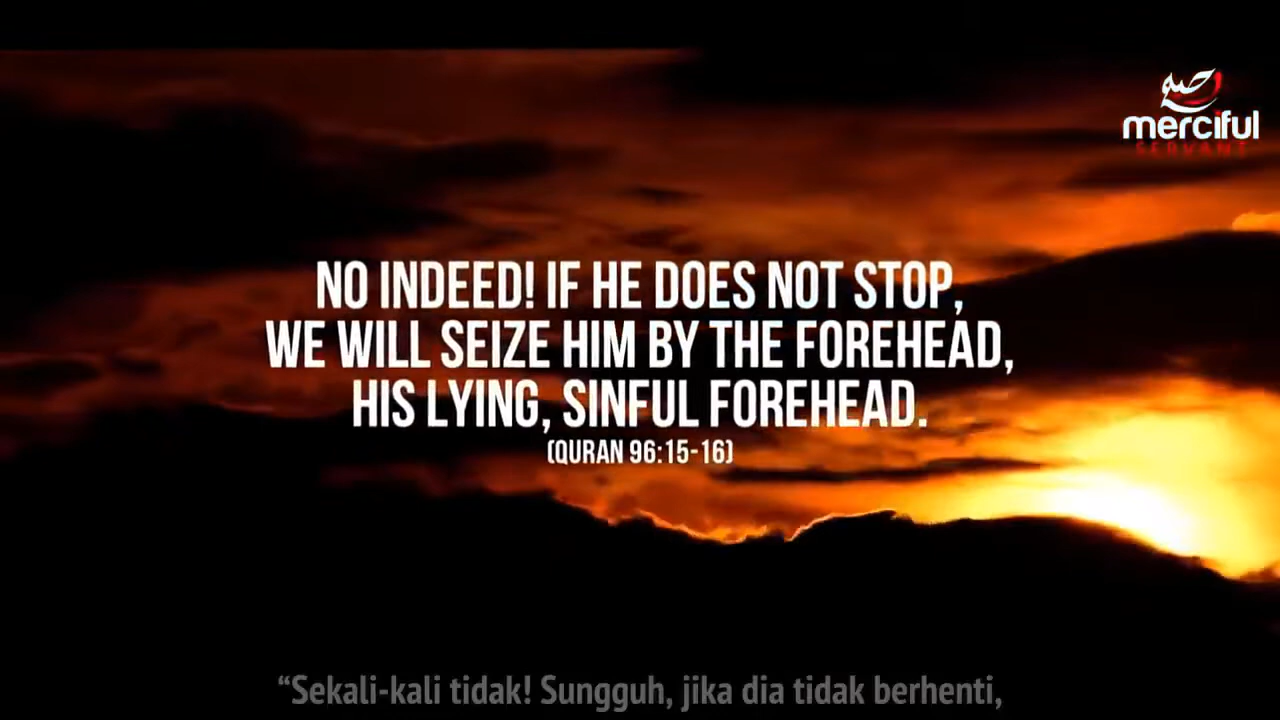 merciful
SERVANT
NO INDEED! IF HE DOES NOT STOP,
WE WILL SEIZE HIM BY THE FOREHEAD,
HIS LYING, SINFUL FOREHEAD.
(QURAN 96:15-16)
“Sekali-kali tidak! Sungguh, jika dia tidak berhenti,